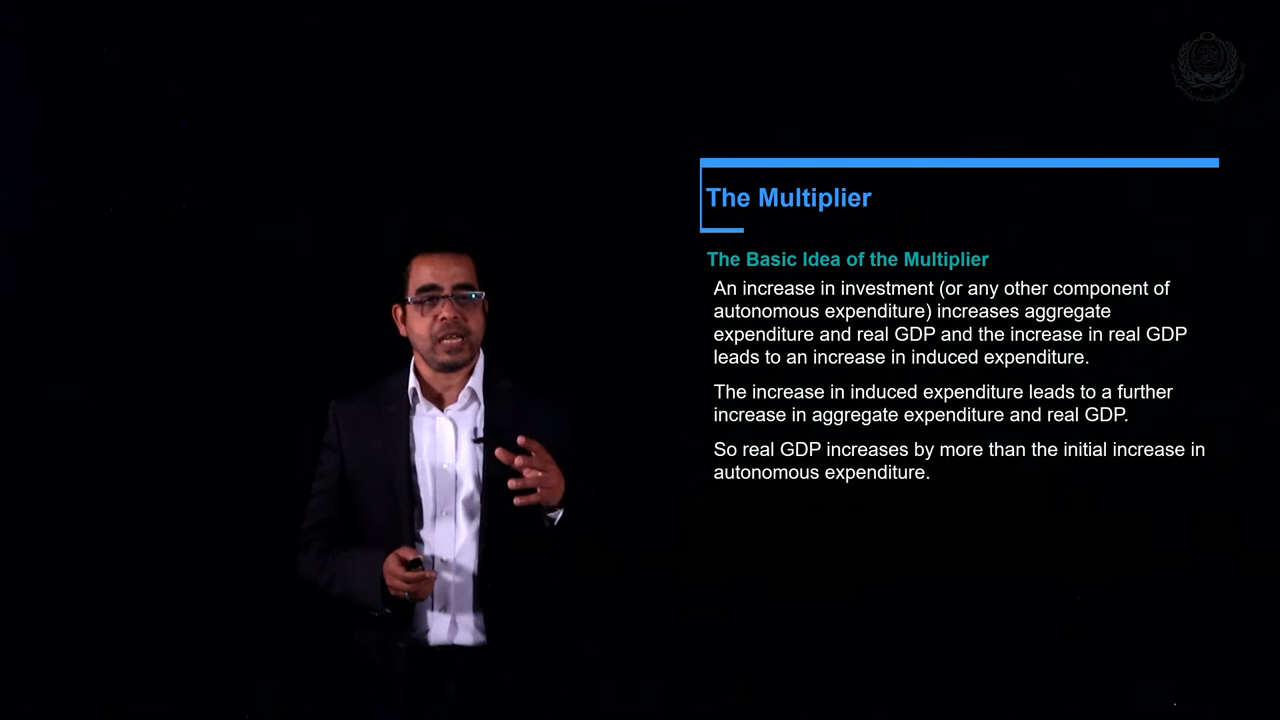 The Multiplier
The Basic Idea of the Multiplier
An increase in investment (or any other component of
autonomous expenditure) increases aggregate
expenditure and real GDP and the increase in real GDP
leads to an increase in induced expenditure.
The increase in induced expenditure leads to a further
increase in aggregate expenditure and real GDP.
So real GDP increases by more than the initial increase in
autonomous expenditure.